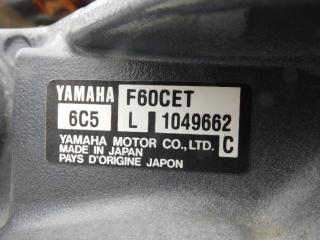 YAMAHA F60CET
6C5 L 1049662
YAMAHA MOTOR CO., LTD. C
MADE IN JAPAN
PAYS D'ORIGINE JAPON